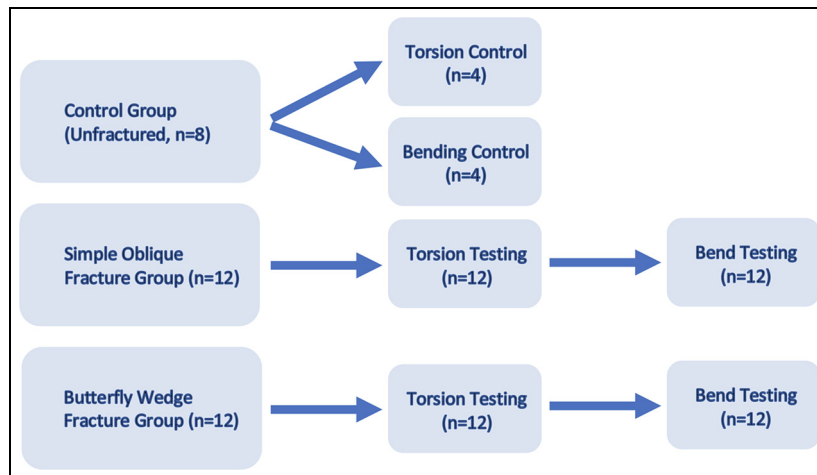 Control Group
(Unfractured, n=8)
Torsion Control
(n=4)
Bending Control
(n=4)
Simple Oblique
Fracture Group (n=12)
Torsion Testing
(n=12)
Bend Testing
(n=12)
Butterfly Wedge
Fracture Group (n=12)
Torsion Testing
(n=12)
Bend Testing
(n=12)